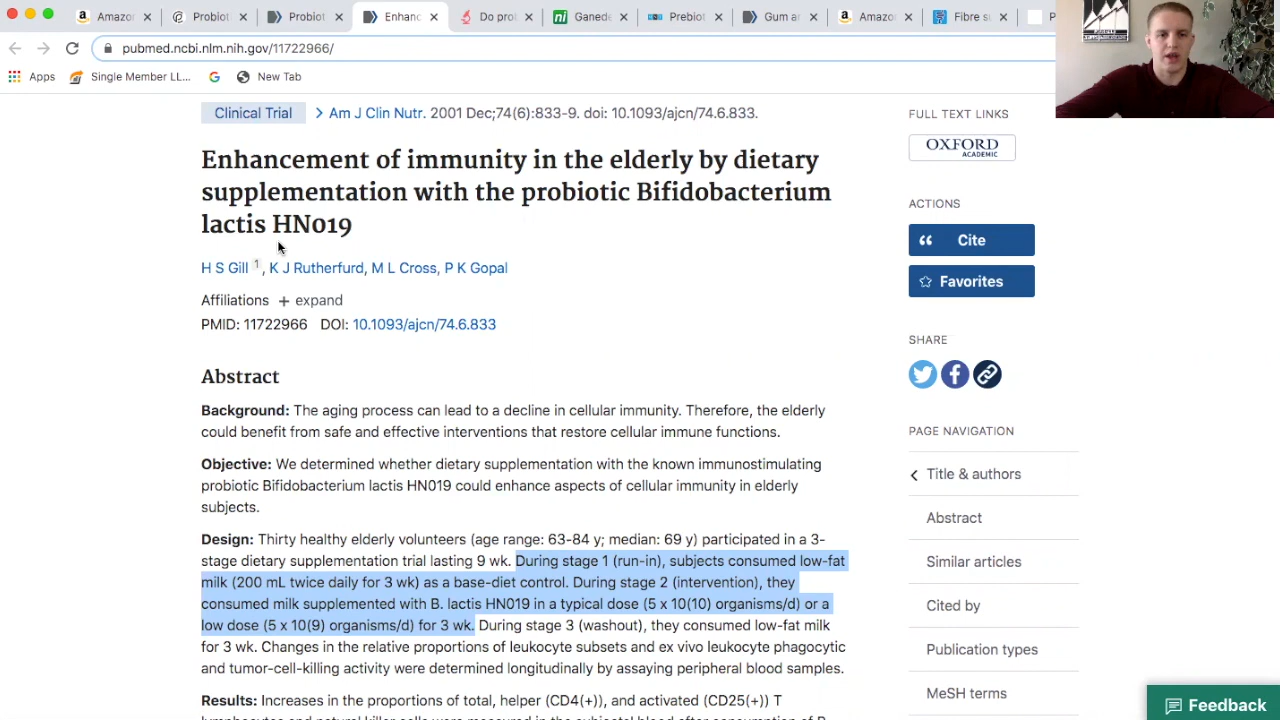 Amazo
Probiot
Probiot
Enhanc
Do pro
Ganede
Prebiot
Gum ar
Amazo
Fibre su
P
pubmed.ncbi.nlm.nih.gov/11722966/
Apps
Single Member LL...
New Tab
Clinical Trial
Am J Clin Nutr. 2001 Dec;74(6):833-9. doi: 10.1093/ajcn/74.6.833.
Enhancement of immunity in the elderly by dietary
supplementation with the probiotic Bifidobacterium
lactis HN019
H S Gill 1, K J Rutherfurd, M L Cross, P K Gopal
Affiliations + expand
PMID: 11722966 DOI: 10.1093/ajcn/74.6.833
Abstract
Background: The aging process can lead to a decline in cellular immunity. Therefore, the elderly
could benefit from safe and effective interventions that restore cellular immune functions.
Objective: We determined whether dietary supplementation with the known immunostimulating
probiotic Bifidobacterium lactis HN019 could enhance aspects of cellular immunity in elderly
subjects.
Design: Thirty healthy elderly volunteers (age range: 63-84 y; median: 69 y) participated in a 3-
stage dietary supplementation trial lasting 9 wk. During stage 1 (run-in), subjects consumed low-fat
milk (200 mL twice daily for 3 wk) as a base-diet control. During stage 2 (intervention), they
consumed milk supplemented with B. lactis HN019 in a typical dose (5 x 10(10) organisms/d) or a
low dose (5 x 10(9) organisms/d) for 3 wk. During stage 3 (washout), they consumed low-fat milk
for 3 wk. Changes in the relative proportions of leukocyte subsets and ex vivo leukocyte phagocytic
and tumor-cell-killing activity were determined longitudinally by assaying peripheral blood samples.
Results: Increases in the proportions of total, helper (CD4(+)), and activated (CD25(+)) T
FULL TEXT LINKS
OXFORD
ACADEMIC
ACTIONS
Cite
Favorites
SHARE
PAGE NAVIGATION
Title & authors
Abstract
Similar articles
Cited by
Publication types
MeSH terms
Feedback